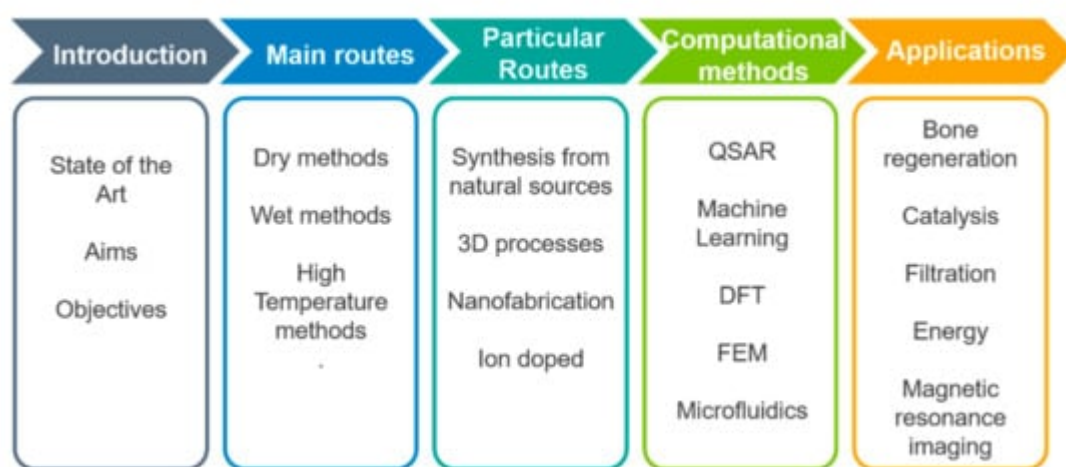 Introduction
Main routes
Particular
Routes
Computational
methods
Applications
State of the
Art
Aims
Objectives
Dry methods
Wet methods
High
Temperature
methods
.
Synthesis from
natural sources
3D processes
Nanofabrication
Ion doped
QSAR
Machine
Learning
DFT
FEM
Microfluidics
Bone
regeneration
Catalysis
Filtration
Energy
Magnetic
resonance
imaging